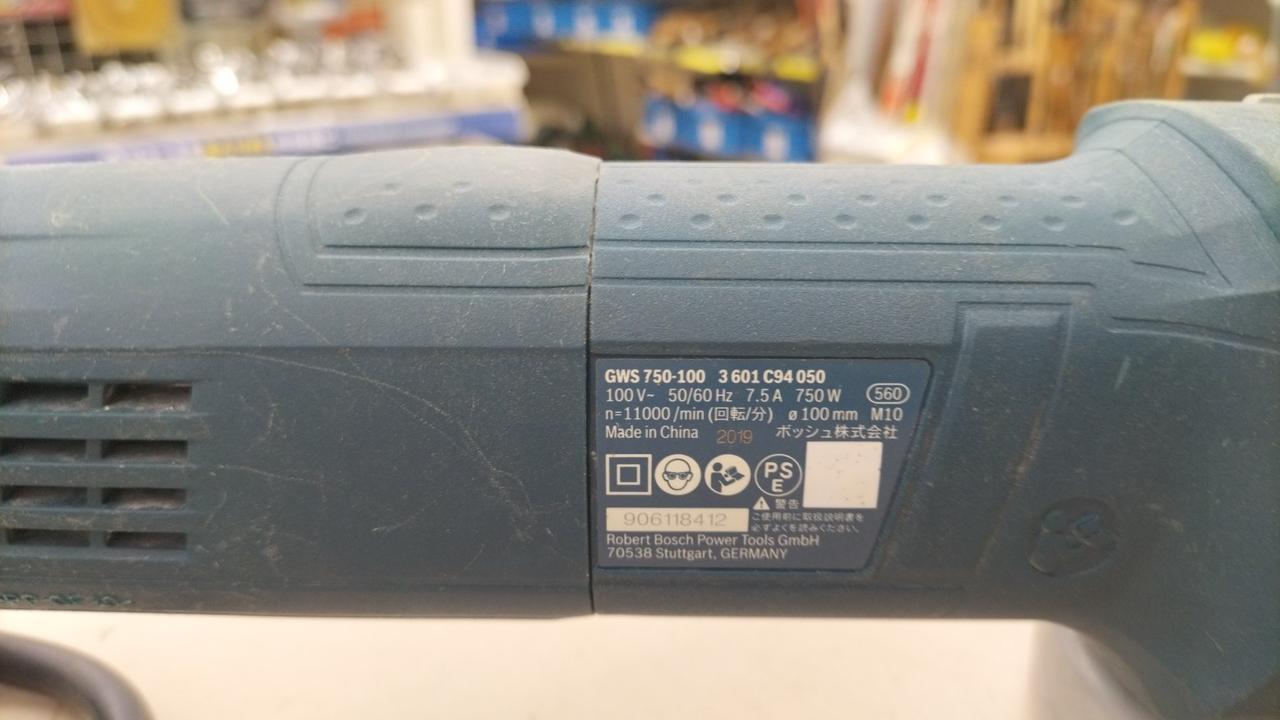 GWS 750-100 3 601 C94 050
100 V~ 50/60 Hz 7.5 A 750 W 560
n=11000 /min (回転/分) ø 100 mm M10
Made in China 2019 ボッシュ株式会社
PS
E
警告
906118412 ご使用前に取扱説明書を
必ずよくを読みください。
Robert Bosch Power Tools GmbH
70538 Stuttgart, GERMANY